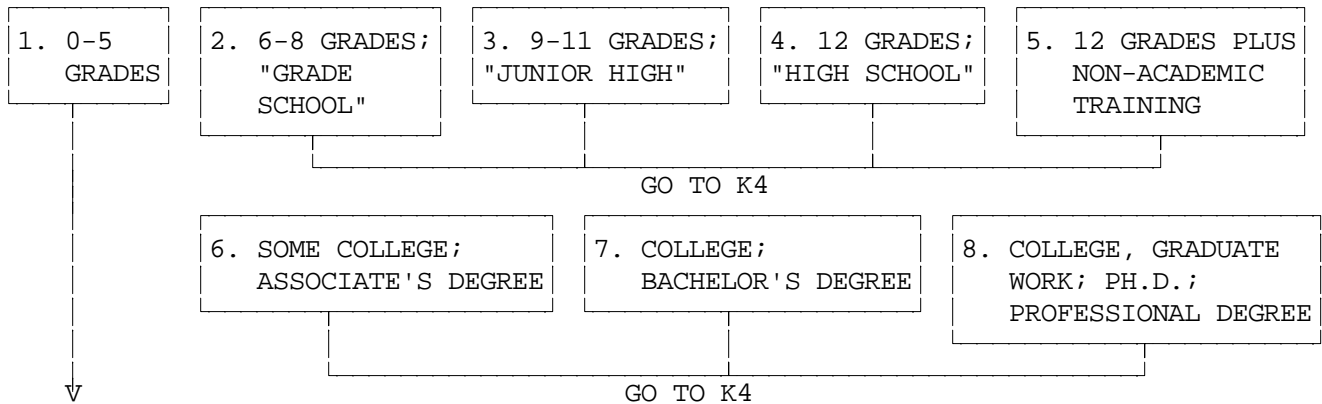 1. 0-5 GRADES
2. 6-8 GRADES; "GRADE SCHOOL"
3. 9-11 GRADES; "JUNIOR HIGH"
4. 12 GRADES; "HIGH SCHOOL"
5. 12 GRADES PLUS NON-ACADEMIC TRAINING
GO TO K4
6. SOME COLLEGE; ASSOCIATE'S DEGREE
7. COLLEGE; BACHELOR'S DEGREE
8. COLLEGE, GRADUATE WORK; PH.D.; PROFESSIONAL DEGREE
V
GO TO K4